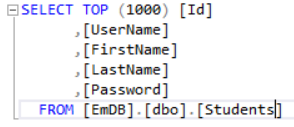 SELECT TOP (1000) [Id]
,[UserName]
,[FirstName]
,[LastName]
,[Password]
FROM [EmDB].[dbo].[Students]